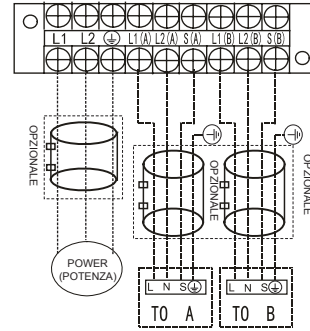 L1 L2 L1(A) L2(A) S(A) L1(B) L2(B) S(B)
OPZIONALE
OPZIONALE
OPZIONALE
POWER
(POTENZA)
L N S
TO A
L N S
TO B